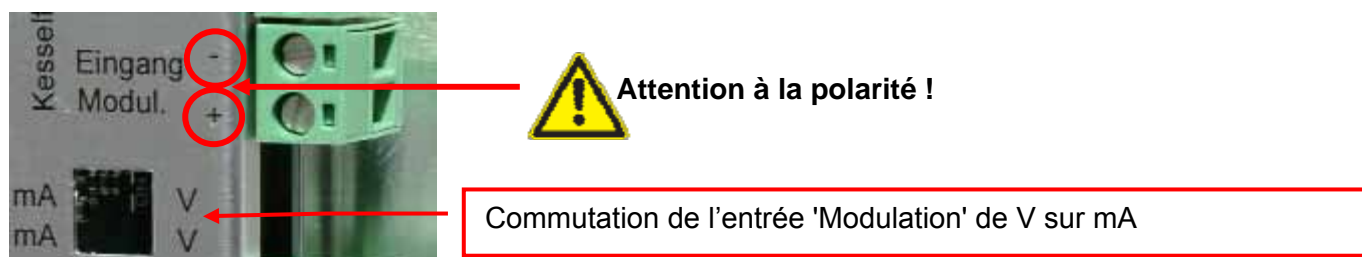 Kessel
Eingang -
Modul. +
Attention à la polarité !
mA V
mA V
Commutation de l’entrée 'Modulation' de V sur mA